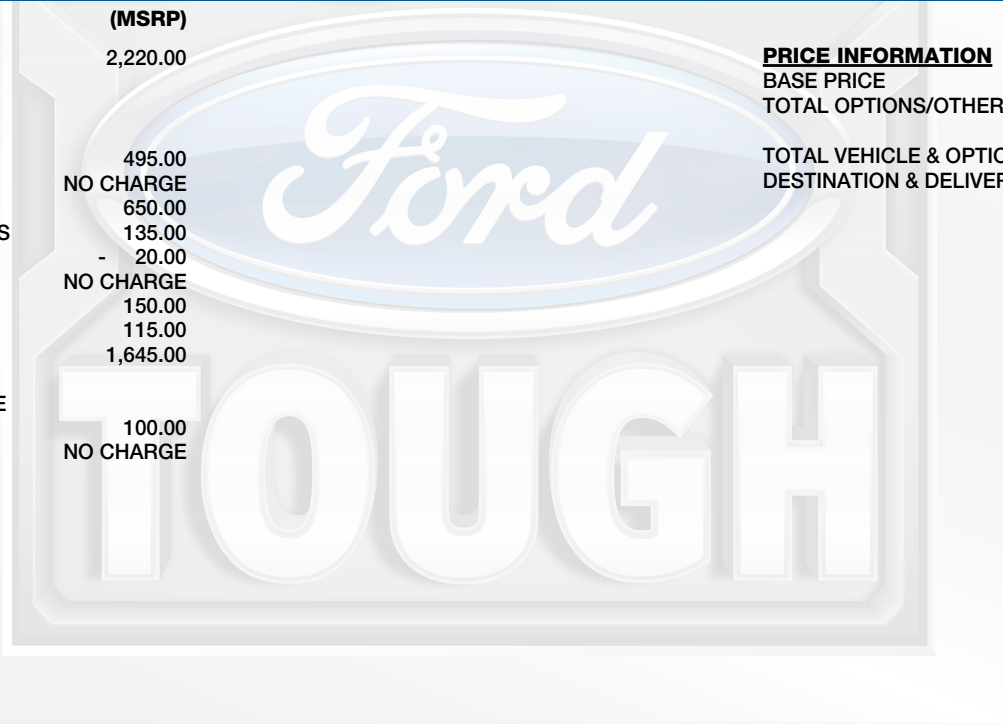 (MSRP)
2,220.00
495.00
NO CHARGE
650.00
S 135.00
- 20.00
NO CHARGE
150.00
115.00
1,645.00
E
100.00
NO CHARGE
PRICE INFORMATION
BASE PRICE
TOTAL OPTIONS/OTHER
TOTAL VEHICLE & OPTIO
DESTINATION & DELIVER
Ford
TOUGH